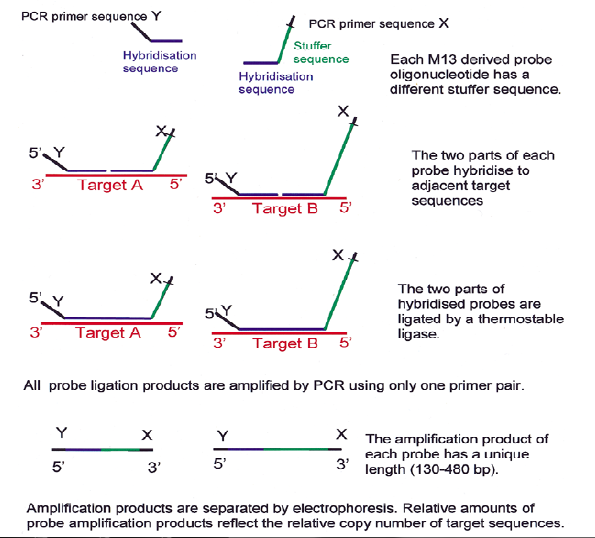 PCR primer sequence Y
PCR primer sequence X
Hybridisation
sequence
Stuffer
sequence
Hybridisation
sequence
Each M13 derived probe
oligonucleotide has a
different stuffer sequence.
5' Y X
3' Target A 5'
5' Y X
3' Target B 5'
The two parts of each
probe hybridise to
adjacent target
sequences
5' Y X
3' Target A 5'
5' Y X
3' Target B 5'
The two parts of
hybridised probes are
ligated by a thermostable
ligase.
All probe ligation products are amplified by PCR using only one primer pair.
Y X
5' 3'
Y X
5' 3'
The amplification product of
each probe has a unique
length (130-480 bp).
Amplification products are separated by electrophoresis. Relative amounts of
probe amplification products reflect the relative copy number of target sequences.